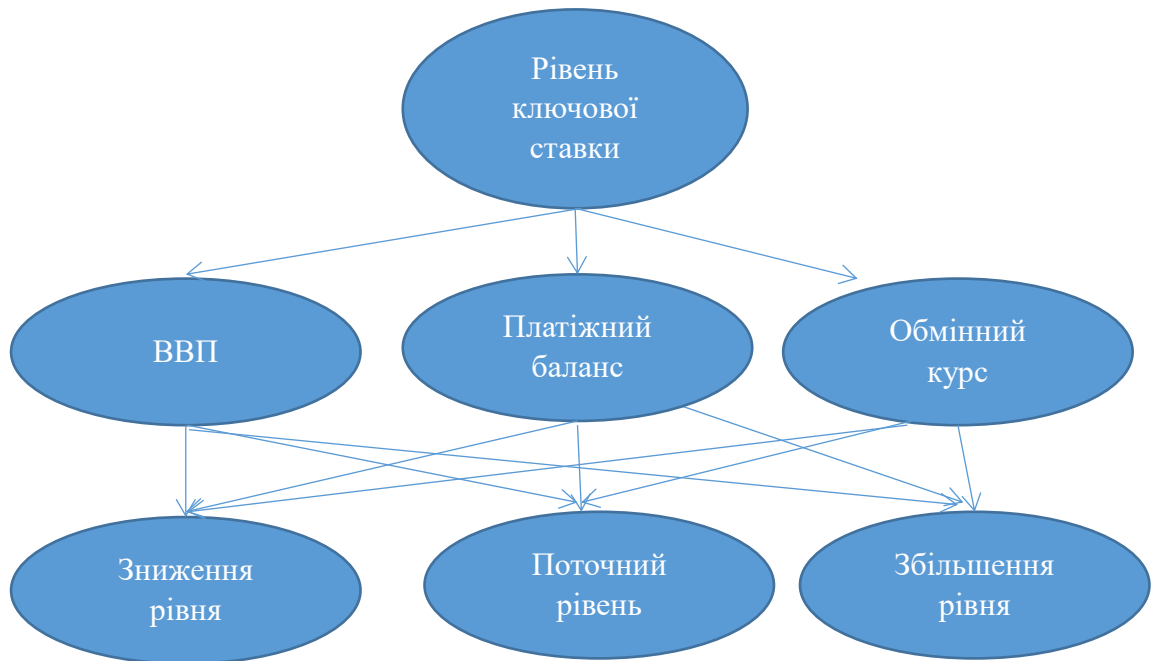 Рівень
ключової
ставки
ВВП
Платіжний
баланс
Обмінний
курс
Зниження
рівня
Поточний
рівень
Збільшення
рівня